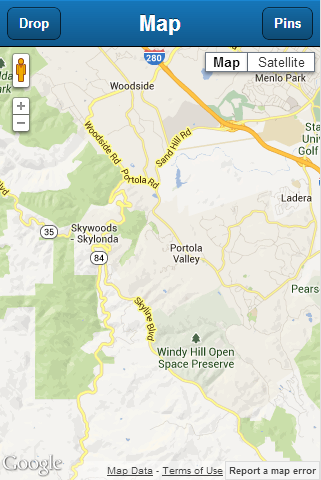 Drop
Map
Pins
280
Map
Satellite
Menlo Park
Woodside
Woodside Rd
Sand Hill Rd
Portola Rd
Ladera
35
Skywoods
- Skylonda
84
Portola
Valley
Skyline Blvd
Windy Hill Open
Space Preserve
Google
Map Data - Terms of Use
Report a map error